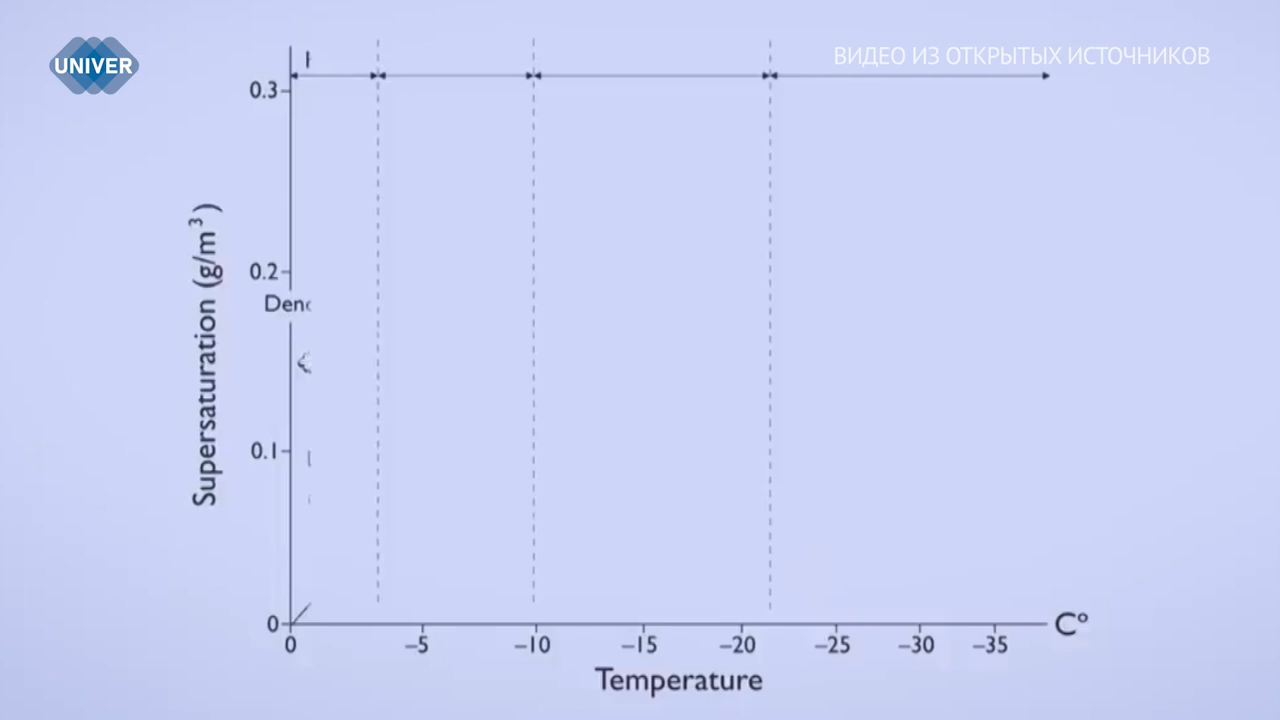 UNIVER
ВИДЕО ИЗ ОТКРЫТЫХ ИСТОЧНИКОВ
0.3
0.2
0.1
0
Supersaturation (g/m³)
0 –5 –10 –15 –20 –25 –30 –35 C°
Temperature